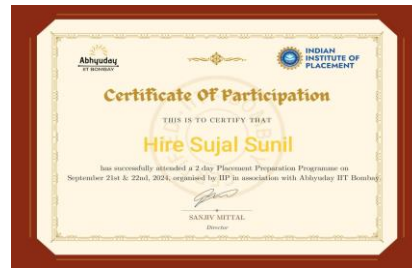 Abhyuday
IIT BOMBAY
INDIAN
INSTITUTE OF
PLACEMENT
Certificate Of Participation
THIS IS TO CERTIFY THAT
Hire Sujal Sunil
has successfully attended a 2 day Placement Preparation Programme on
September 21st & 22nd, 2024, organised by IIP in association with Abhyuday IIT Bombay.
SANJIV MITTAL
Director